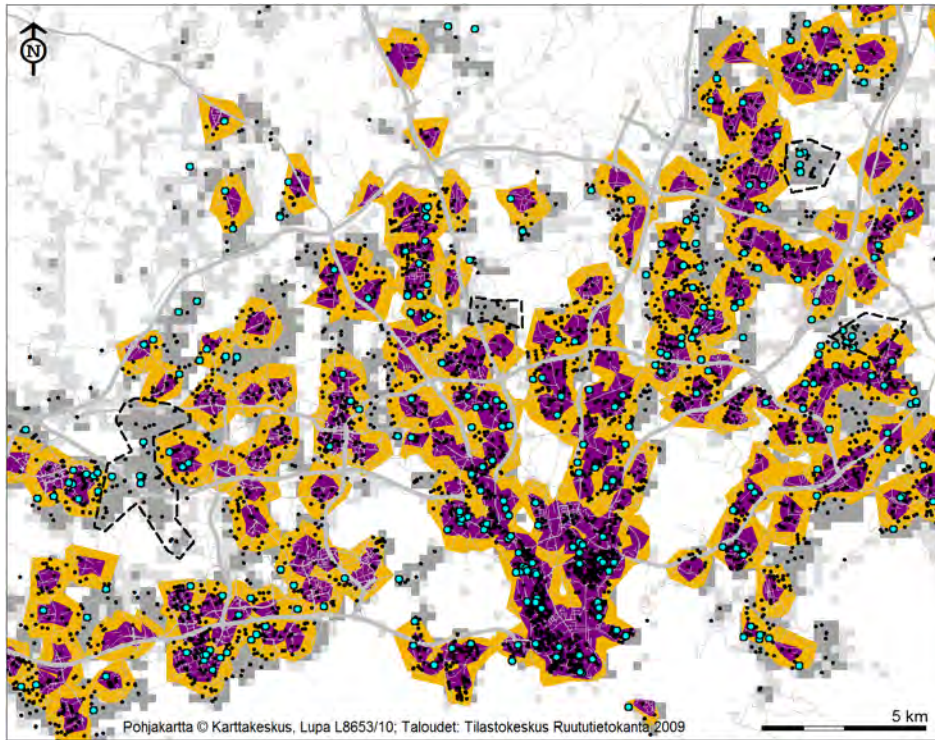 N
Pohjakartta © Karttakeskus, Lupa L8653/10; Taloudet: Tilastokeskus Ruututietokanta 2009
5 km